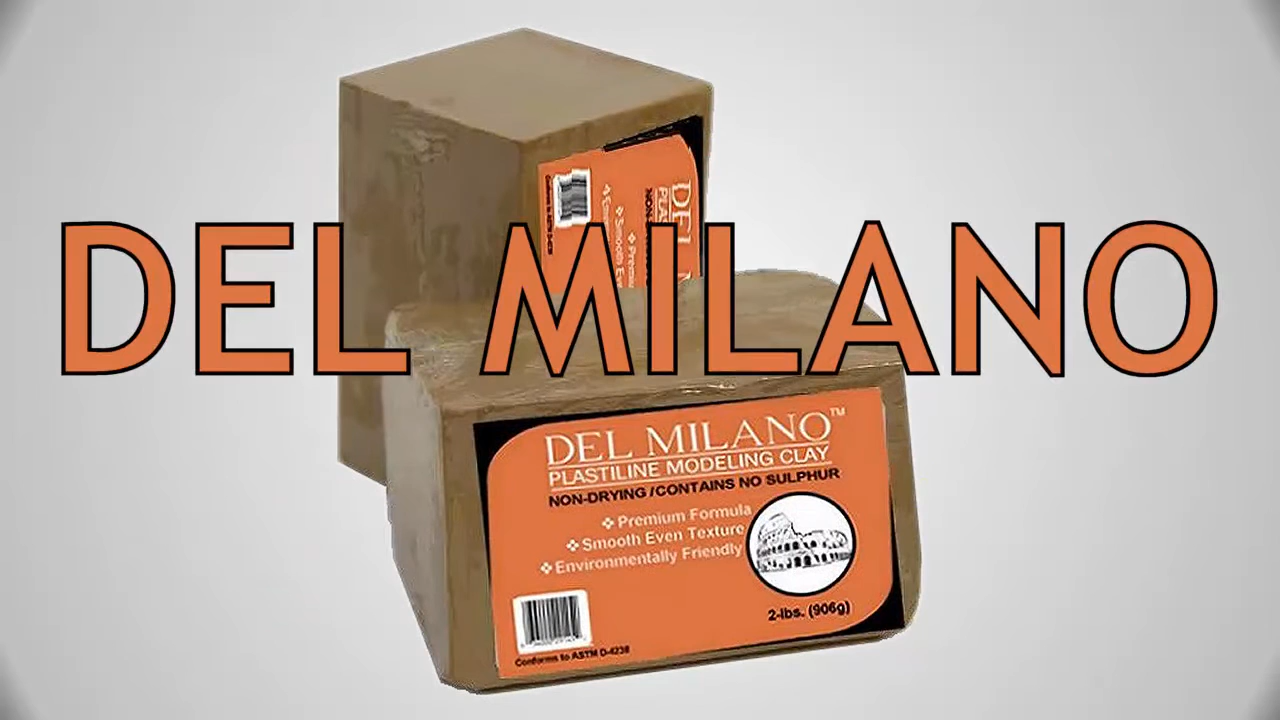 DEL MILANO
DEL MILANO™
PLASTILINE MODELING CLAY
NON-DRYING / CONTAINS NO SULPHUR
❖ Premium Formula
❖ Smooth Even Texture
❖ Environmentally Friendly
2-lbs. (906g)
Conforms to ASTM D-4236